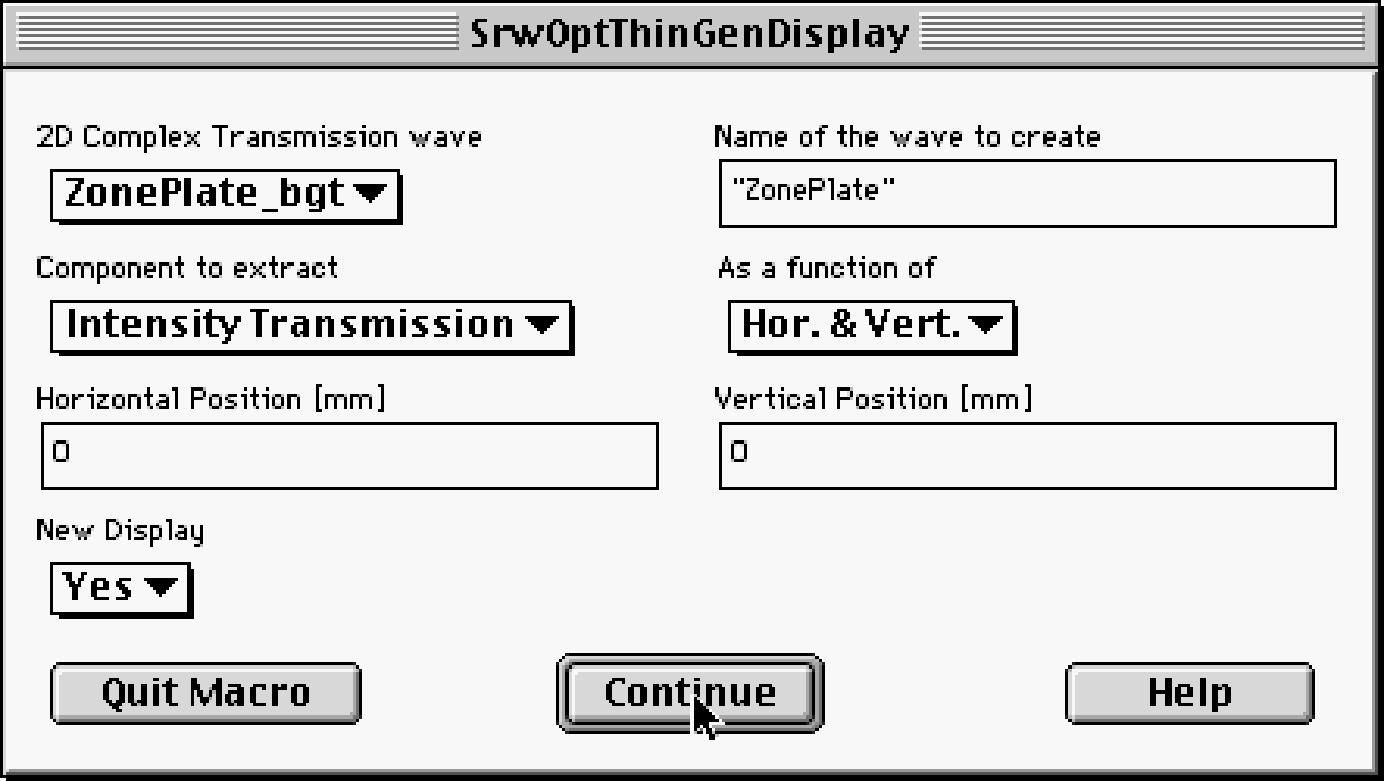 SrwOptThinGenDisplay
2D Complex Transmission wave
Name of the wave to create
ZonePlate_bgt
"ZonePlate"
Component to extract
As a function of
Intensity Transmission
Hor. & Vert.
Horizontal Position [mm]
Vertical Position [mm]
0
0
New Display
Yes
Quit Macro
Continue
Help